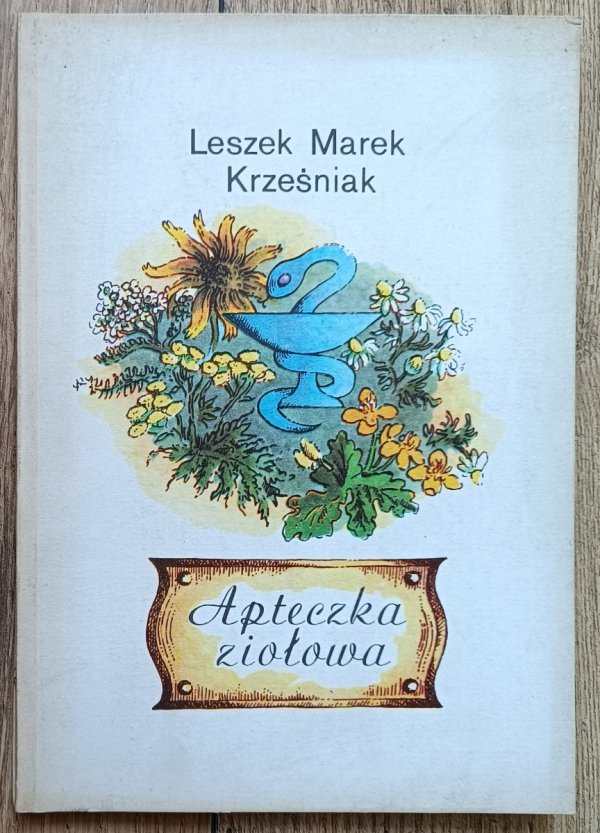 Leszek Marek
Krześniak
Apteczka
ziołowa